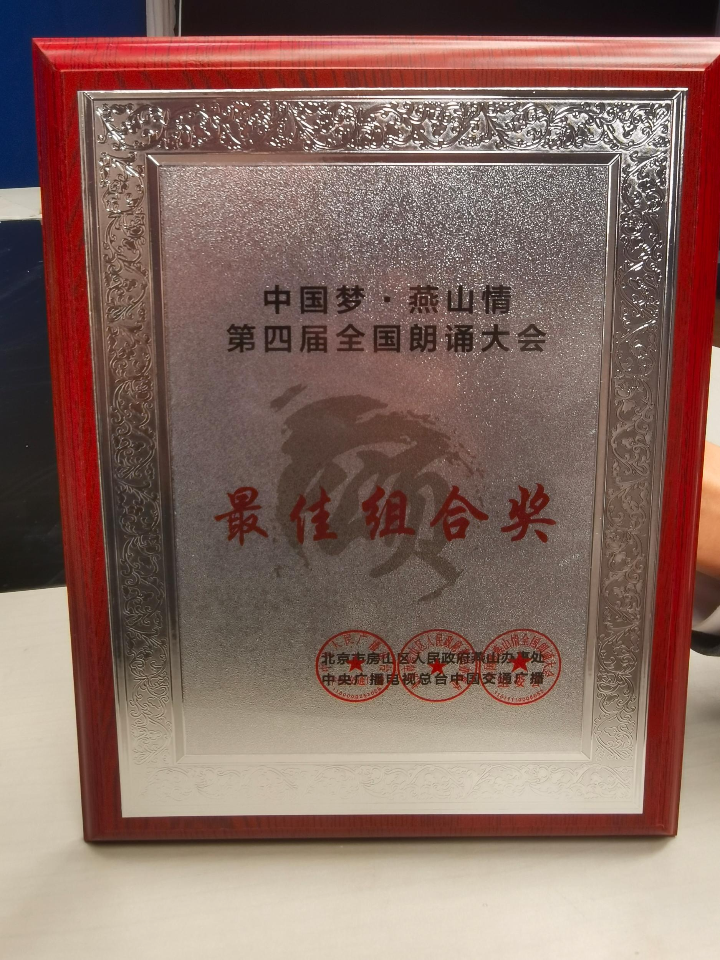 中国梦·燕山情
第四届全国朗诵大会
颂
最佳组合奖
北京市房山区人民政府燕山办事处
中央广播电视总台中国交通广播